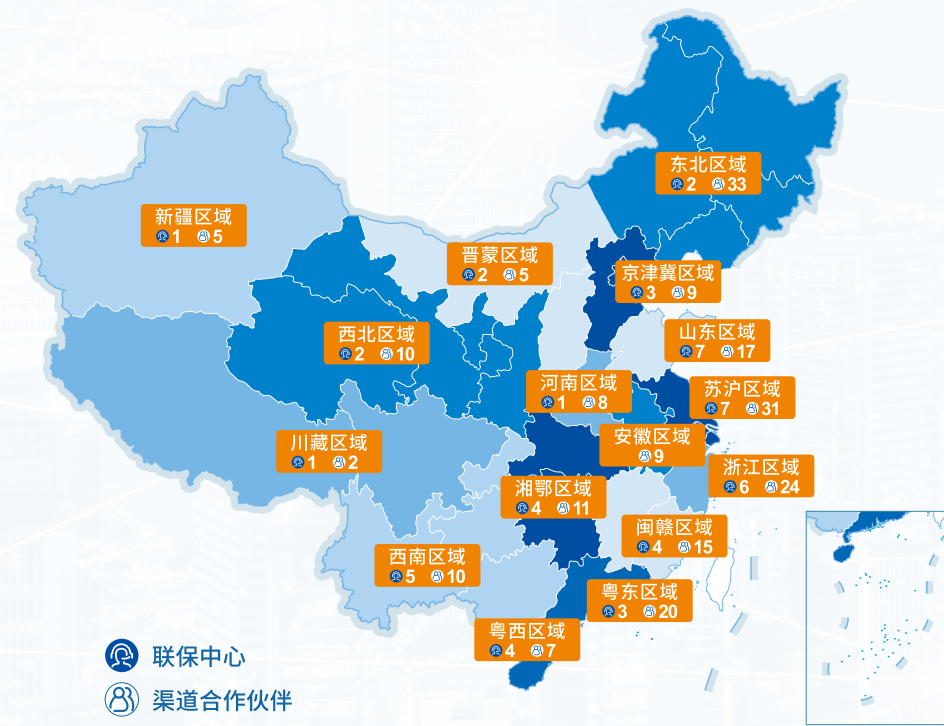 东北区域
2 33
新疆区域
1 5
晋蒙区域
2 5
京津冀区域
3 9
西北区域
2 10
山东区域
7 17
河南区域
1 8
苏沪区域
7 31
川藏区域
1 2
安徽区域
9
浙江区域
6 24
湘鄂区域
4 11
闽赣区域
4 15
西南区域
5 10
粤东区域
3 20
粤西区域
4 7
联保中心
渠道合作伙伴